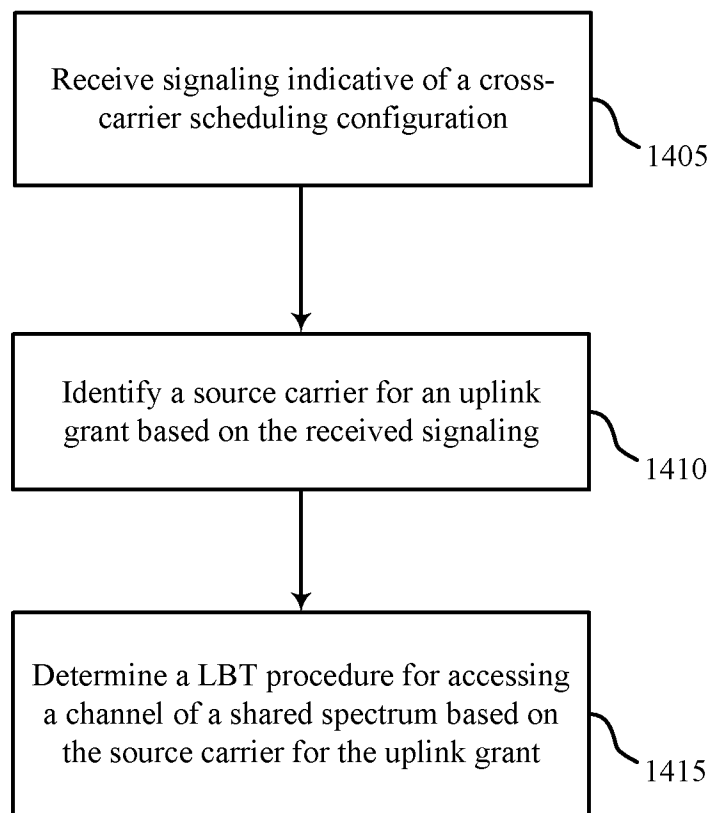 Receive signaling indicative of a cross-
carrier scheduling configuration
1405
Identify a source carrier for an uplink
grant based on the received signaling
1410
Determine a LBT procedure for accessing
a channel of a shared spectrum based on
the source carrier for the uplink grant
1415